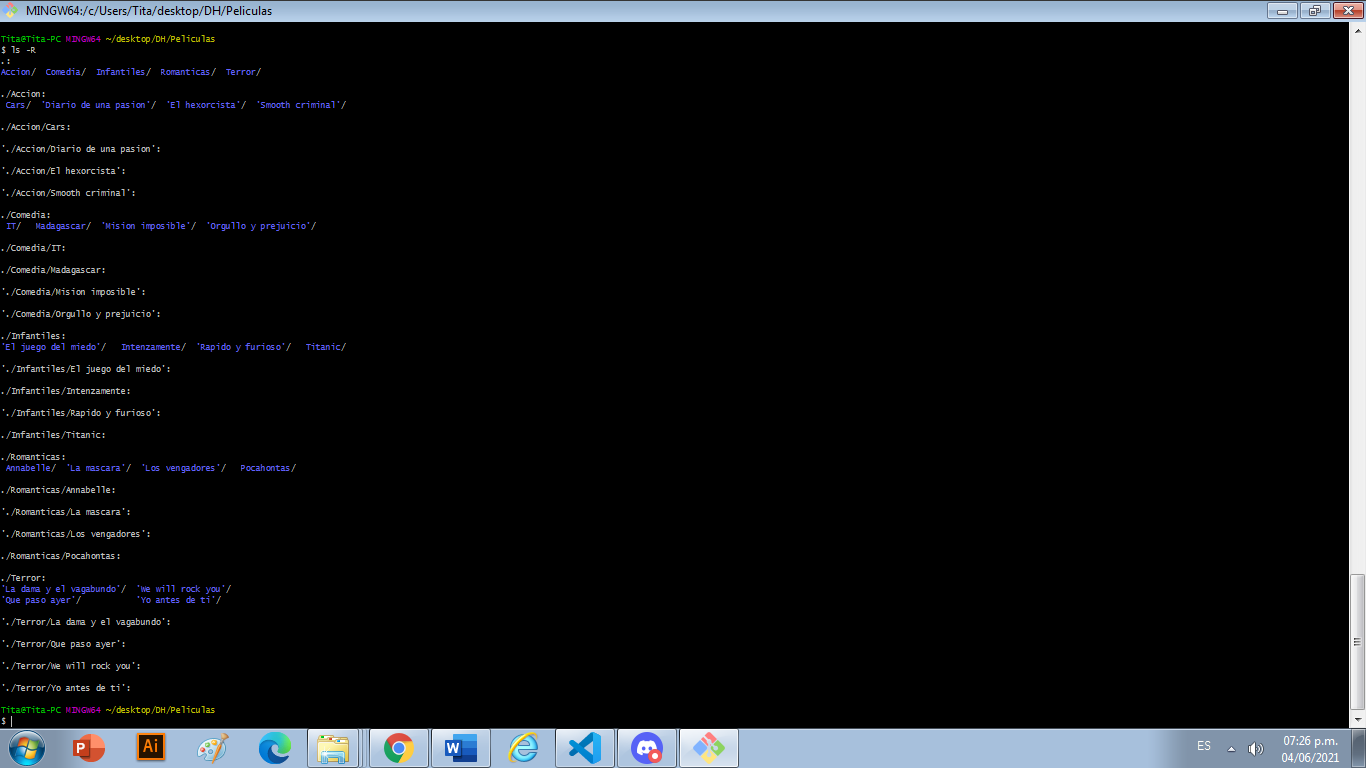 MINGW64:/c/Users/Tita/desktop/DH/Peliculas
Tita@Tita-PC MINGW64 ~/desktop/DH/Peliculas
$ ls -R
.:
Accion/  Comedia/  Infantiles/  Romanticas/  Terror/
./Accion:
 Cars/  'Diario de una pasion'/  'El hexorcista'/  'Smooth criminal'/
./Accion/Cars:
'./Accion/Diario de una pasion':
'./Accion/El hexorcista':
'./Accion/Smooth criminal':
./Comedia:
 IT/   Madagascar/  'Mision imposible'/  'Orgullo y prejuicio'/
./Comedia/IT:
./Comedia/Madagascar:
'./Comedia/Mision imposible':
'./Comedia/Orgullo y prejuicio':
./Infantiles:
'El juego del miedo'/   Intenzamente/  'Rapido y furioso'/   Titanic/
'./Infantiles/El juego del miedo':
./Infantiles/Intenzamente:
'./Infantiles/Rapido y furioso':
./Infantiles/Titanic:
./Romanticas:
 Annabelle/  'La mascara'/  'Los vengadores'/   Pocahontas/
./Romanticas/Annabelle:
'./Romanticas/La mascara':
'./Romanticas/Los vengadores':
./Romanticas/Pocahontas:
./Terror:
'La dama y el vagabundo'/  'We will rock you'/
'Que paso ayer'/           'Yo antes de ti'/
'./Terror/La dama y el vagabundo':
'./Terror/Que paso ayer':
'./Terror/We will rock you':
'./Terror/Yo antes de ti':
Tita@Tita-PC MINGW64 ~/desktop/DH/Peliculas
$
P
Ai
W
ES
07:26 p.m.
04/06/2021